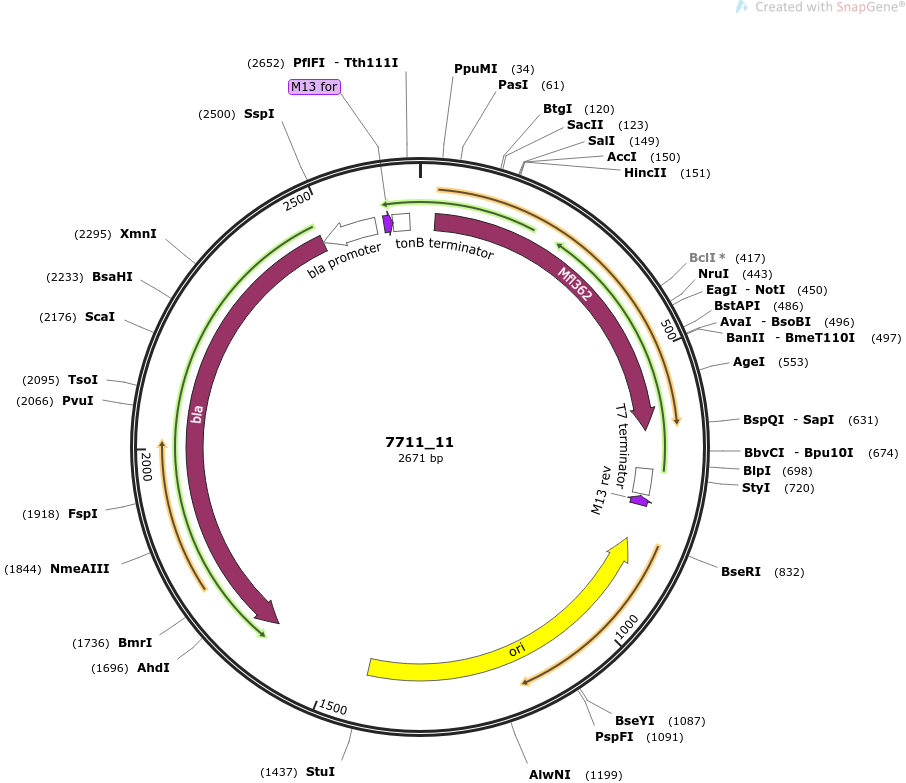 Created with SnapGene®
(2652) PflFI - Tth111I
M13 for
(2500) SspI
PpuMI (34)
PasI (61)
BtgI (120)
SacII (123)
SalI (149)
AccI (150)
HincII (151)
2500
(2295) XmnI
(2233) BsaHI
(2176) ScaI
(2095) TsoI
(2066) PvuI
bla promoter
tonB terminator
Mfl362
BclI * (417)
NruI (443)
EagI - NotI (450)
BstAPI (486)
AvaI - BsoBI (496)
BanII - BmeT110I (497)
500
AgeI (553)
BspQI - SapI (631)
BbvCI - Bpu10I (674)
BlpI (698)
StyI (720)
T7 terminator
M13 rev
bla
7711_11
2671 bp
2000
(1918) FspI
(1844) NmeAIII
(1736) BmrI
(1696) AhdI
BseRI (832)
1000
ori
1500
BseYI (1087)
PspFI (1091)
(1437) StuI
AlwNI (1199)